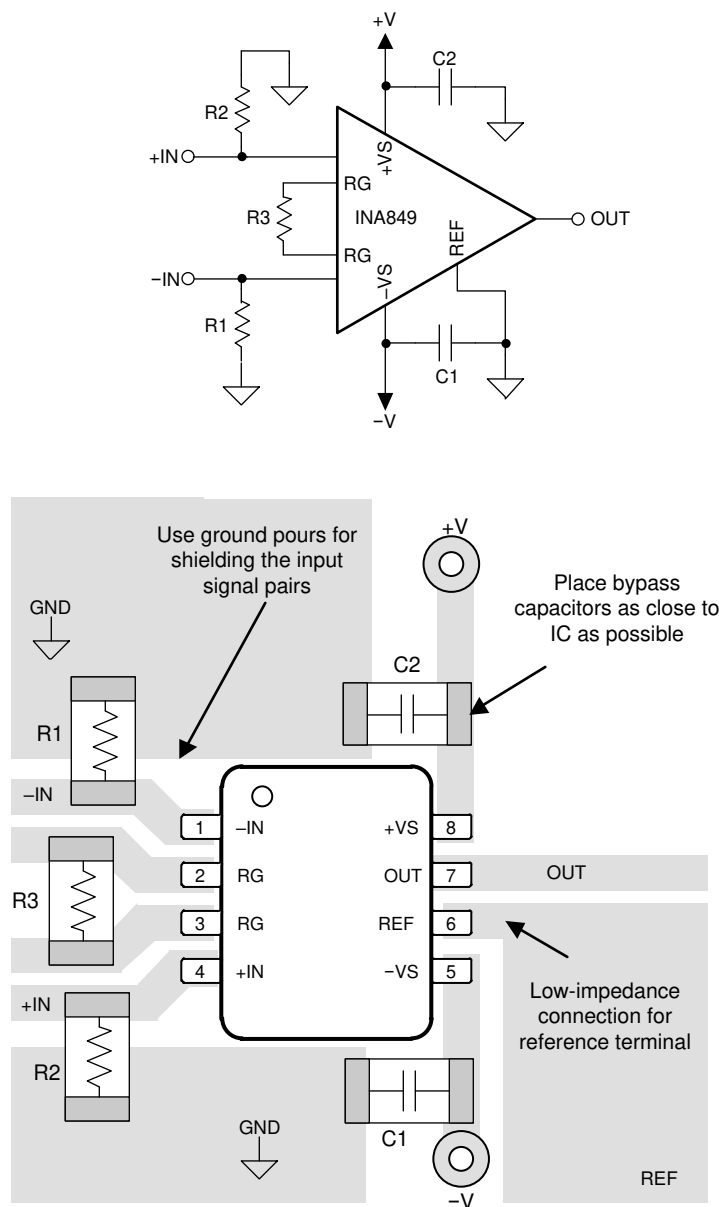 +V
C2
R2
+IN
+VS
RG
R3
INA849
OUT
RG
REF
−IN
−VS
R1
C1
−V
+V
Use ground pours for
shielding the input
signal pairs
Place bypass
capacitors as close to
IC as possible
GND
C2
R1
−IN
1
–IN
+VS
8
2
RG
OUT
7
OUT
R3
3
RG
REF
6
4
+IN
−VS
5
+IN
Low-impedance
connection for
reference terminal
R2
GND
C1
REF
−V